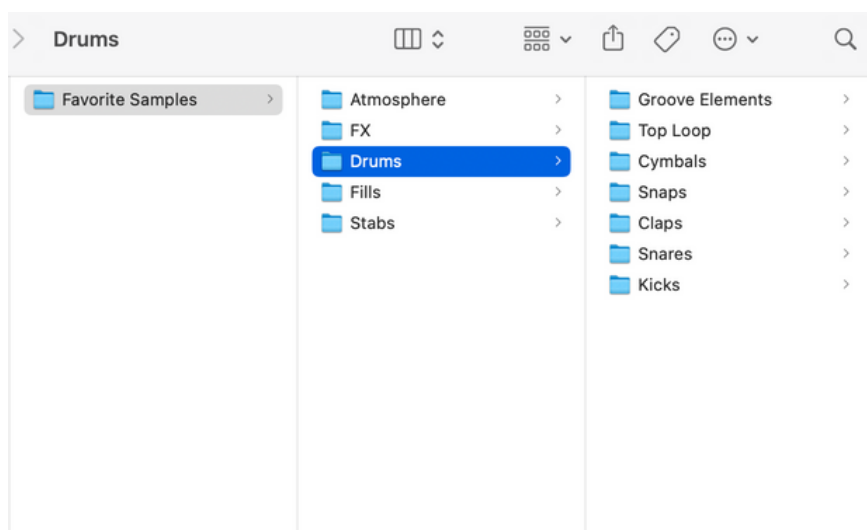 Drums
Favorite Samples
Atmosphere
FX
Drums
Fills
Stabs
Groove Elements
Top Loop
Cymbals
Snaps
Claps
Snares
Kicks